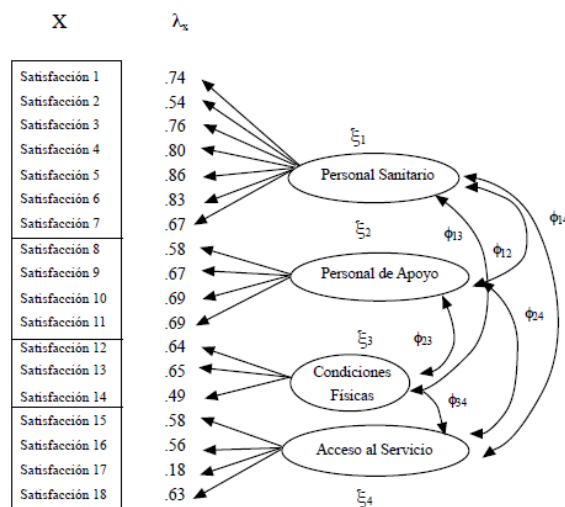 X λx
Satisfacción 1 .74
Satisfacción 2 .54
Satisfacción 3 .76
Satisfacción 4 .80
Satisfacción 5 .86
Satisfacción 6 .83
Satisfacción 7 .67
Satisfacción 8 .58
Satisfacción 9 .67
Satisfacción 10 .69
Satisfacción 11 .69
Satisfacción 12 .64
Satisfacción 13 .65
Satisfacción 14 .49
Satisfacción 15 .58
Satisfacción 16 .56
Satisfacción 17 .18
Satisfacción 18 .63
ξ1
Personal Sanitario
ξ2
Personal de Apoyo
ξ3
Condiciones
Físicas
Acceso al Servicio
ξ4
ϕ13
ϕ12
ϕ14
ϕ23
ϕ24
ϕ34